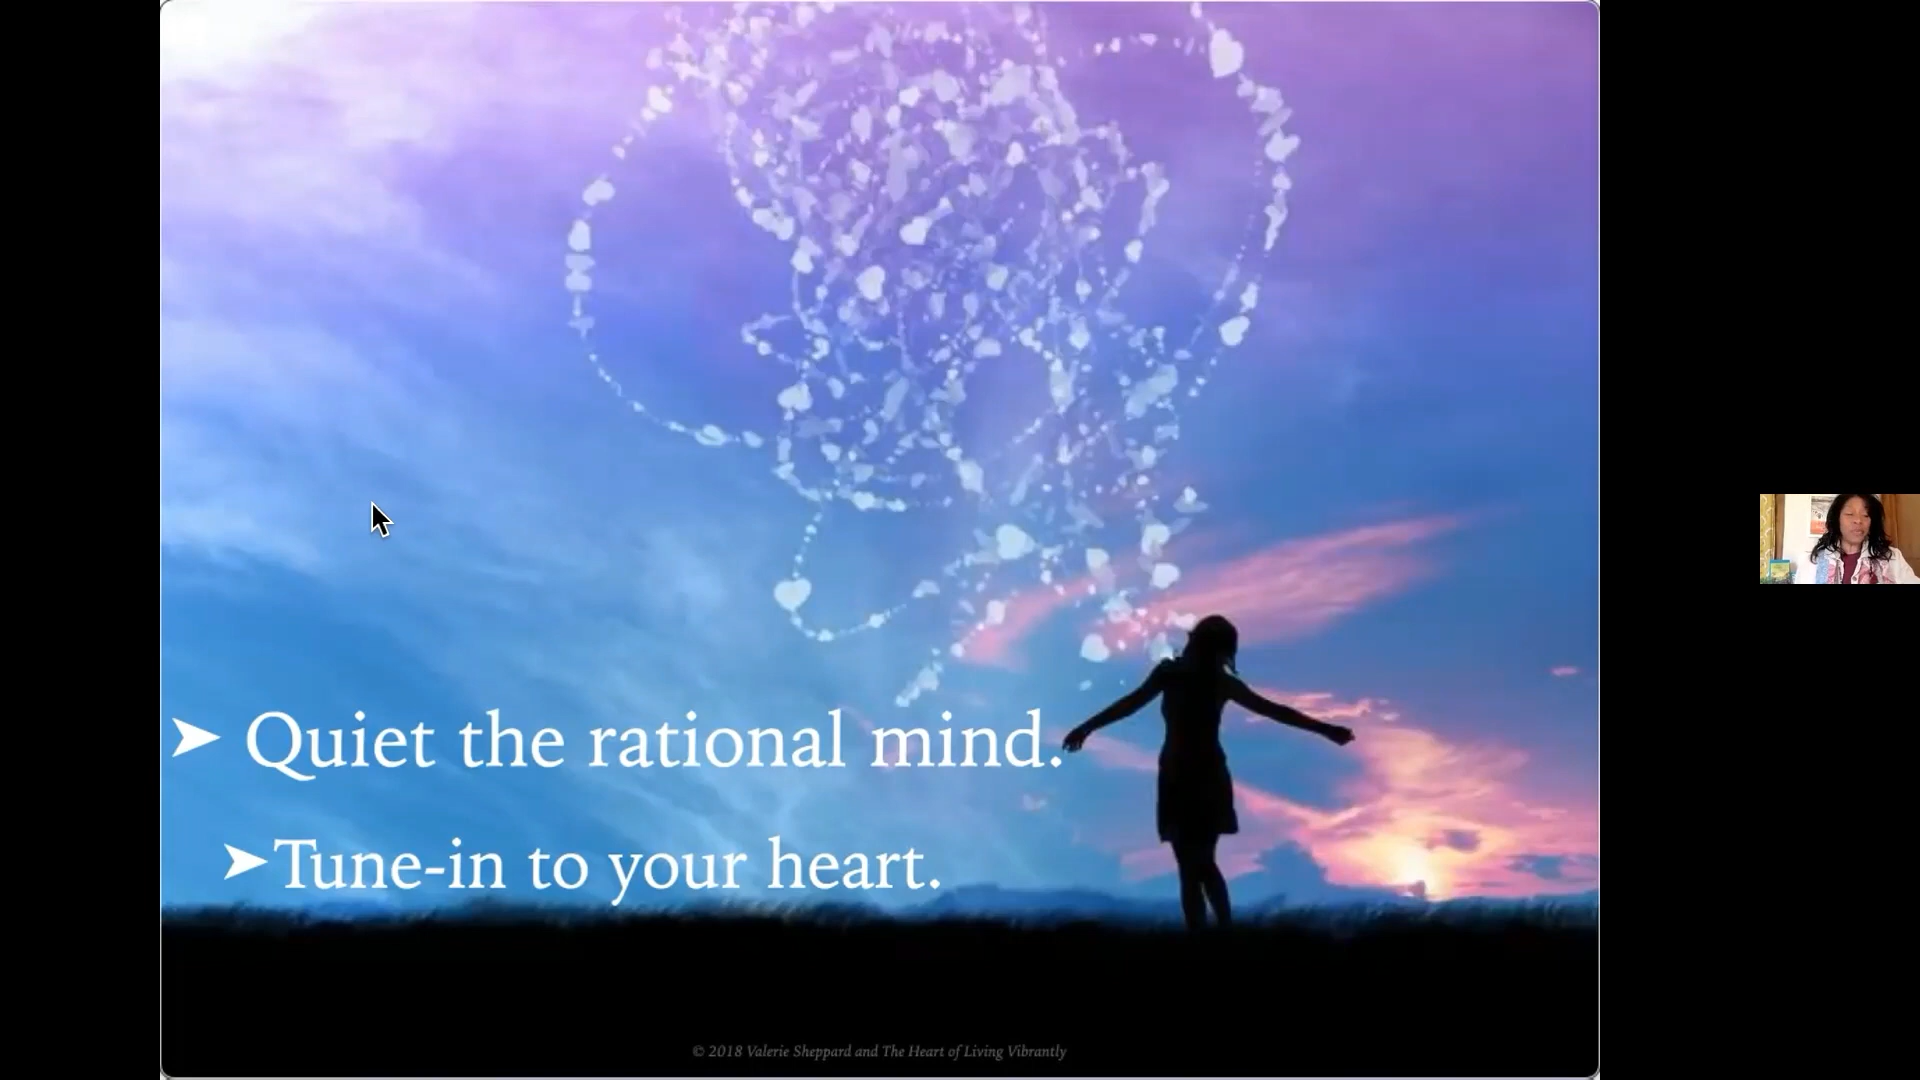 ➤ Quiet the rational mind.
➤Tune-in to your heart.
© 2018 Valerie Sheppard and The Heart of Living Vibrantly